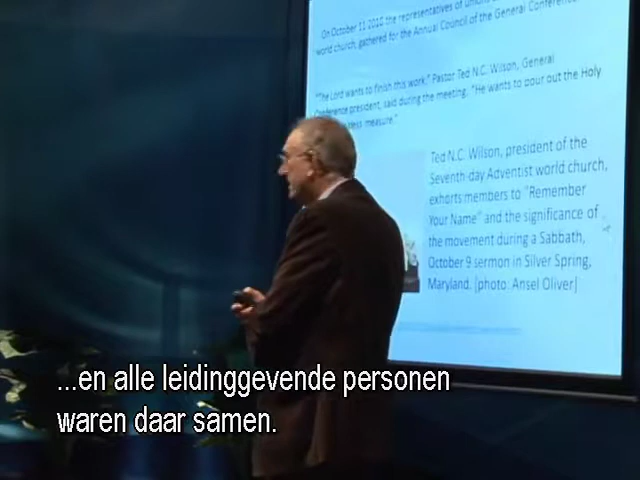 On October 11 2010 the representatives of unions
world church, gathered for the Annual Council of the General Conference
"The Lord wants to finish this work," Pastor Ted N.C. Wilson, General
Conference president, said during the meeting. "He wants to pour out the Holy
measure."
Ted N.C. Wilson, president of the
Seventh-day Adventist world church,
exhorts members to "Remember
Your Name" and the significance of
the movement during a Sabbath,
October 9 sermon in Silver Spring,
Maryland. [photo: Ansel Oliver]
...en alle leidinggevende personen
waren daar samen.